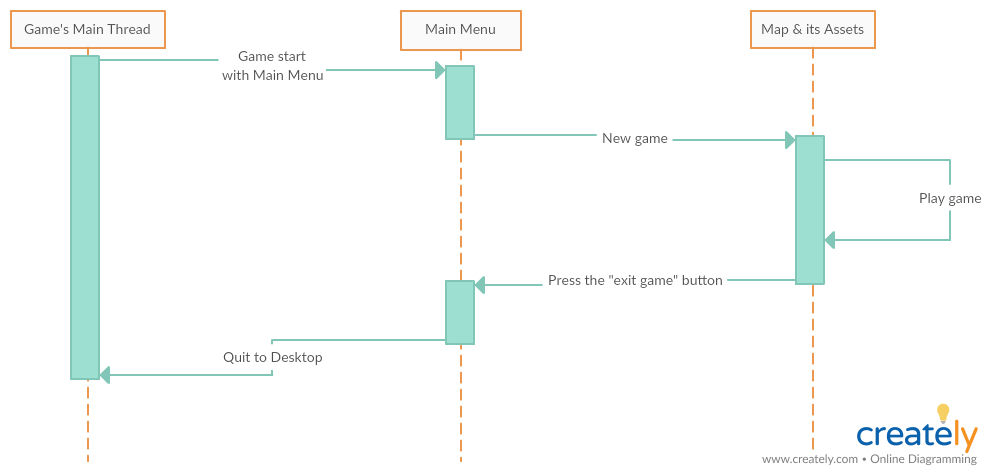 Game's Main Thread
Main Menu
Map & its Assets
Game start
with Main Menu
New game
Play game
Press the "exit game" button
Quit to Desktop
creately
www.creately.com • Online Diagramming